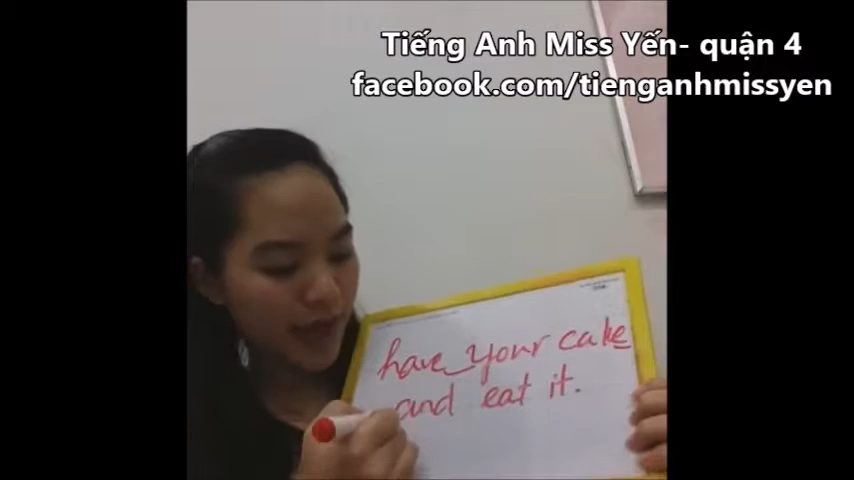 Tiếng Anh Miss Yến- quận 4
facebook.com/tienganhmissyen
have your cake
and eat it.